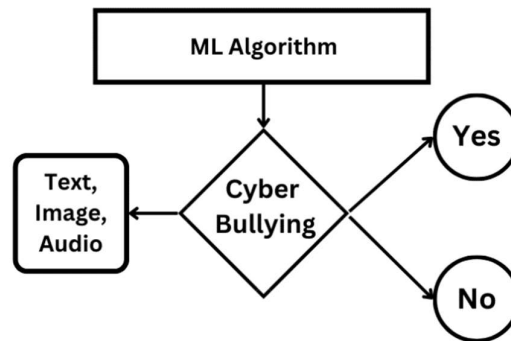 ML Algorithm
Text,
Image,
Audio
Cyber
Bullying
Yes
No